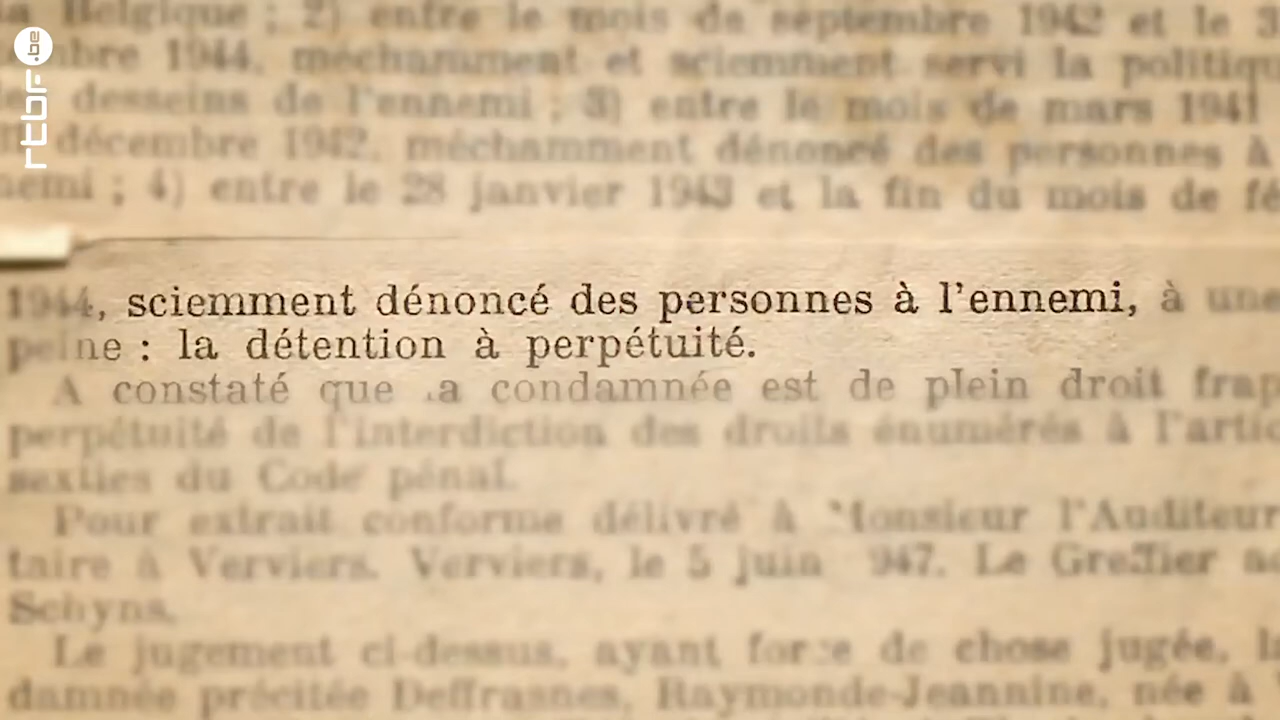 rtbf.be
la Belgique ; 2) entre le mois de septembre 1942 et le 3
mbre 1944, méchamment et sciemment servi la politiqu
les desseins de l'ennemi ; 3) entre le mois de mars 1941
31 décembre 1942, méchamment dénoncé des personnes à
nemi ; 4) entre le 28 janvier 1943 et la fin du mois de fé
1944, sciemment dénoncé des personnes à l'ennemi, à une
peine : la détention à perpétuité.
A constaté que .a condamnée est de plein droit frap
perpétuité de l'interdiction des droits énumérés à l'artic
sexties du Code pénal.
Pour extrait conforme délivré à Monsieur l'Auditeur
taire à Verviers. Verviers, le 5 juin 947. Le Greffier a
Schyns.
Le jugement ci-dessus, ayant force de chose jugée, l
damnée précitée Deffrasnes, Raymonde-Jeannine, née à